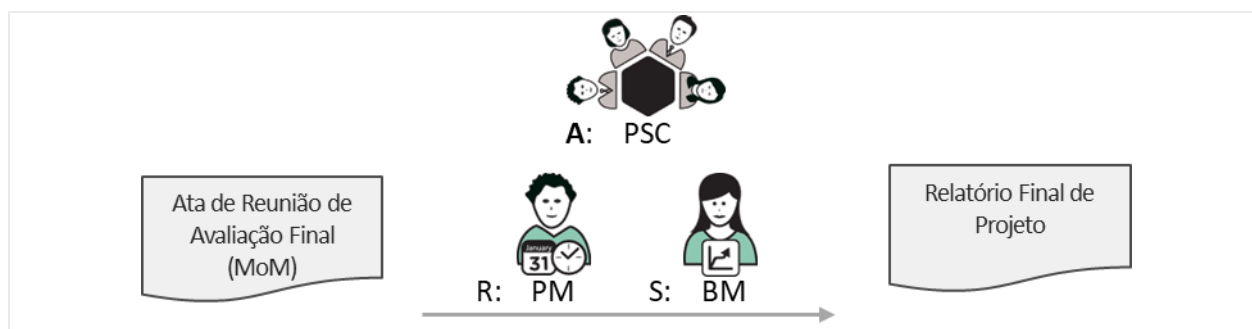 A: PSC
Ata de Reunião de
Avaliação Final
(MoM)
January
31
R: PM
S: BM
Relatório Final de
Projeto